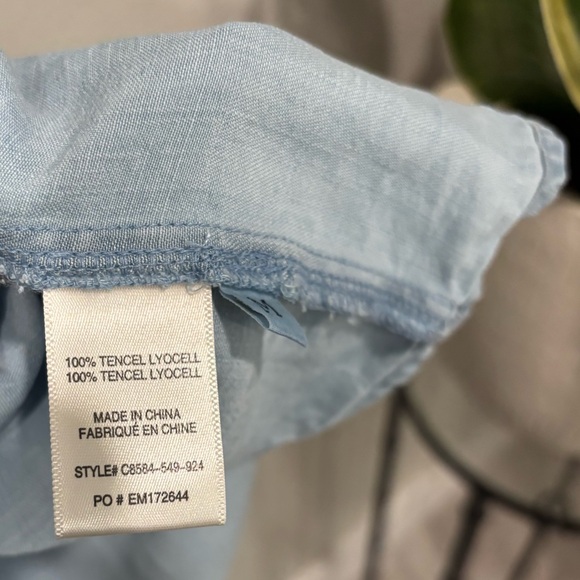 100% TENCEL LYOCELL
100% TENCEL LYOCELL
MADE IN CHINA
FABRIQUÉ EN CHINE
STYLE# C8584-549-924
PO # EM172644